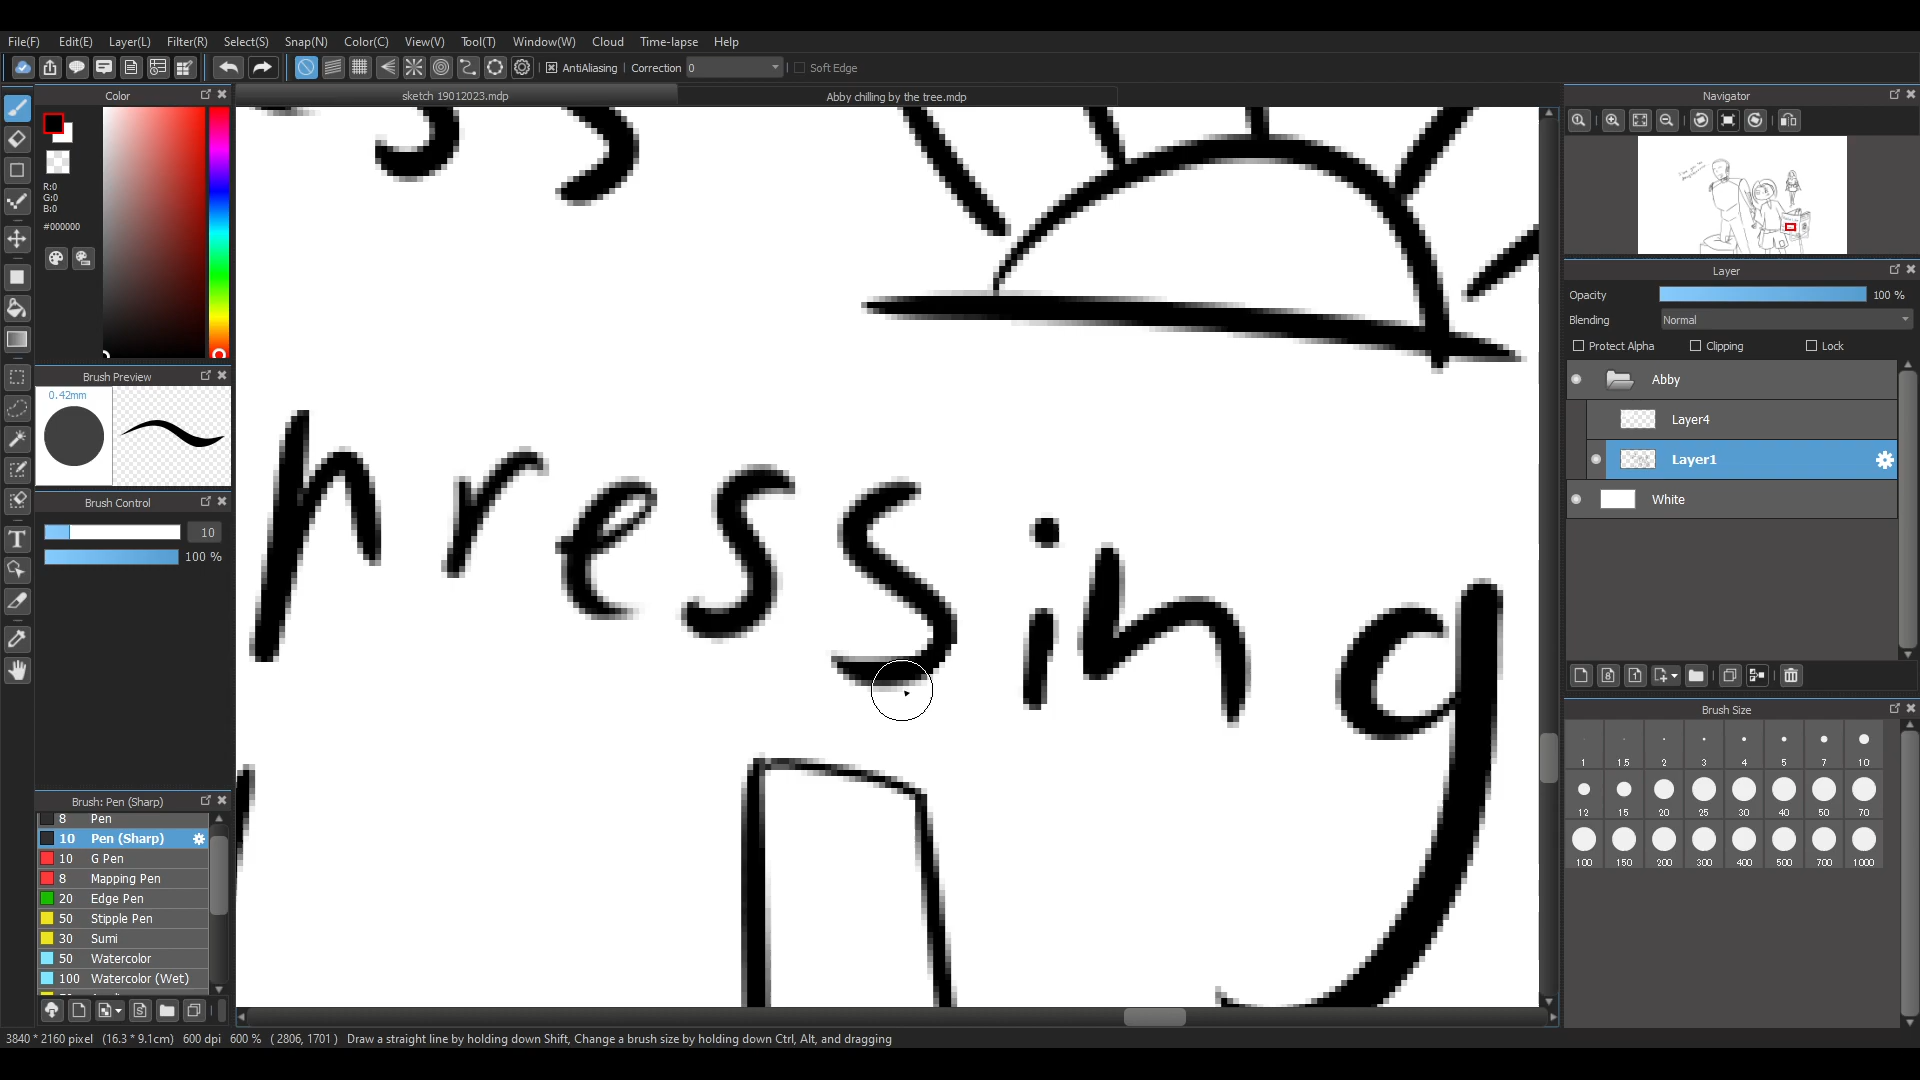 File(F) Edit(E) Layer(L) Filter(R) Select(S) Snap(N) Color(C) View(V) Tool(T) Window(W) Cloud Time-lapse Help
AntiAliasing Correction 0 Soft Edge
Color
sketch 19012023.mdp
Abby chilling by the tree.mdp
Navigator
R:0
G:0
B:0
#000000
Brush Preview
0.42mm
Brush Control
10
100 %
pressing
Layer
Opacity 100 %
Blending Normal
Protect Alpha Clipping Lock
Abby
Layer4
Layer1
White
Brush Size
1 1.5 2 3 4 5 7 10
12 15 20 25 30 40 50 70
100 150 200 300 400 500 700 1000
Brush: Pen (Sharp)
8 Pen
10 Pen (Sharp)
10 G Pen
8 Mapping Pen
20 Edge Pen
50 Stipple Pen
30 Sumi
50 Watercolor
100 Watercolor (Wet)
3840 * 2160 pixel (16.3 * 9.1cm) 600 dpi 600 % ( 2806, 1701 ) Draw a straight line by holding down Shift, Change a brush size by holding down Ctrl, Alt, and dragging